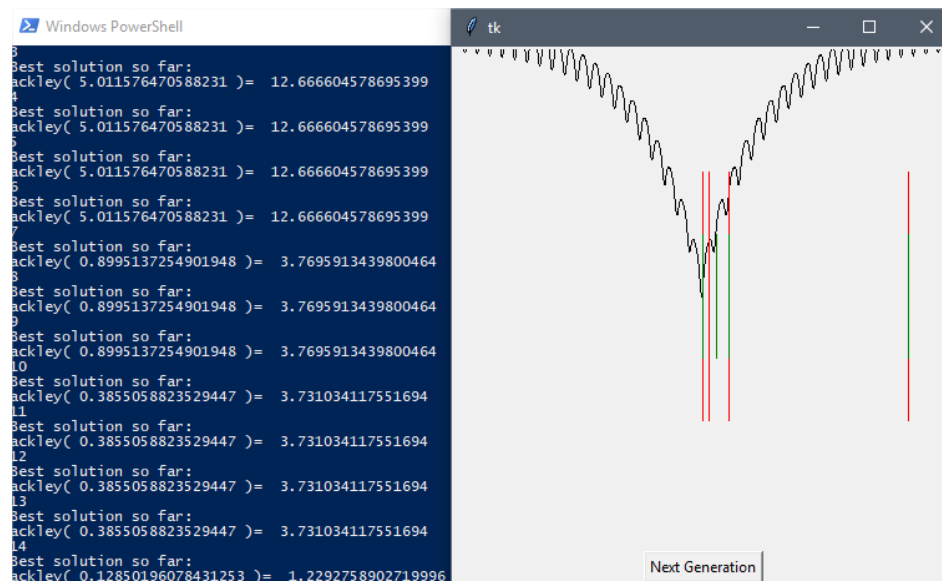 Windows PowerShell
3
Best solution so far:
ackley( 5.011576470588231 )=  12.666604578695399
4
Best solution so far:
ackley( 5.011576470588231 )=  12.666604578695399
5
Best solution so far:
ackley( 5.011576470588231 )=  12.666604578695399
6
Best solution so far:
ackley( 5.011576470588231 )=  12.666604578695399
7
Best solution so far:
ackley( 0.8995137254901948 )=  3.7695913439800464
8
Best solution so far:
ackley( 0.8995137254901948 )=  3.7695913439800464
9
Best solution so far:
ackley( 0.8995137254901948 )=  3.7695913439800464
10
Best solution so far:
ackley( 0.3855058823529447 )=  3.731034117551694
11
Best solution so far:
ackley( 0.3855058823529447 )=  3.731034117551694
12
Best solution so far:
ackley( 0.3855058823529447 )=  3.731034117551694
13
Best solution so far:
ackley( 0.3855058823529447 )=  3.731034117551694
14
Best solution so far:
ackley( 0.12850196078431253 )=  1.2292758902719996
tk
Next Generation